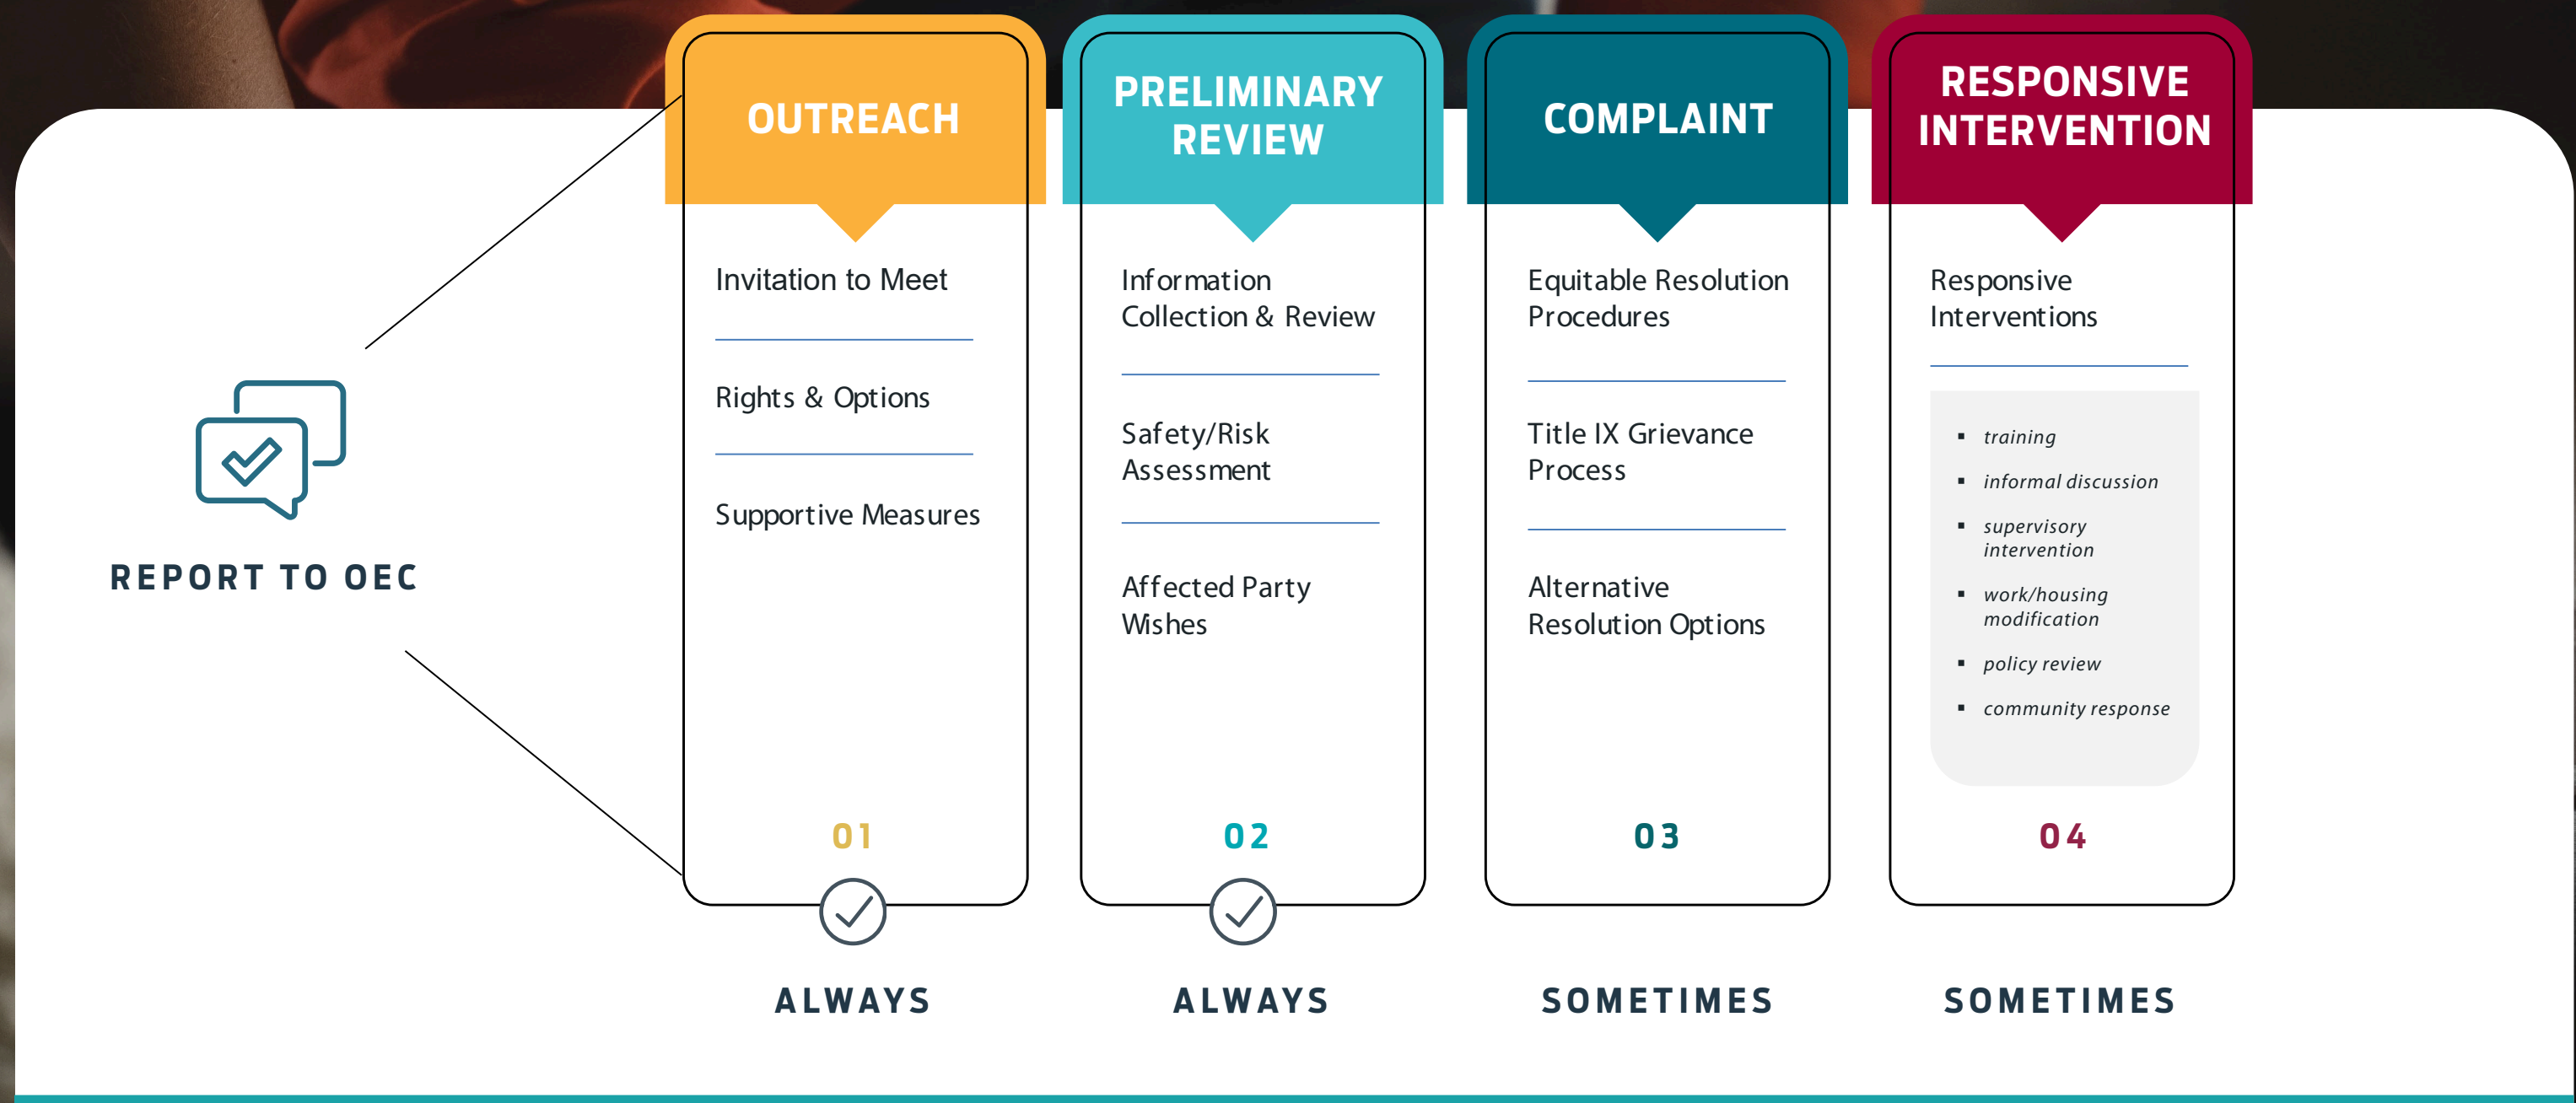 REPORT TO OEC
OUTREACH
Invitation to Meet
Rights & Options
Supportive Measures
01
ALWAYS
PRELIMINARY
REVIEW
Information
Collection & Review
Safety/Risk
Assessment
Affected Party
Wishes
02
ALWAYS
COMPLAINT
Equitable Resolution
Procedures
Title IX Grievance
Process
Alternative
Resolution Options
03
SOMETIMES
RESPONSIVE
INTERVENTION
Responsive
Interventions
▪ training
▪ informal discussion
▪ supervisory
intervention
▪ work/housing
modification
▪ policy review
▪ community response
04
SOMETIMES